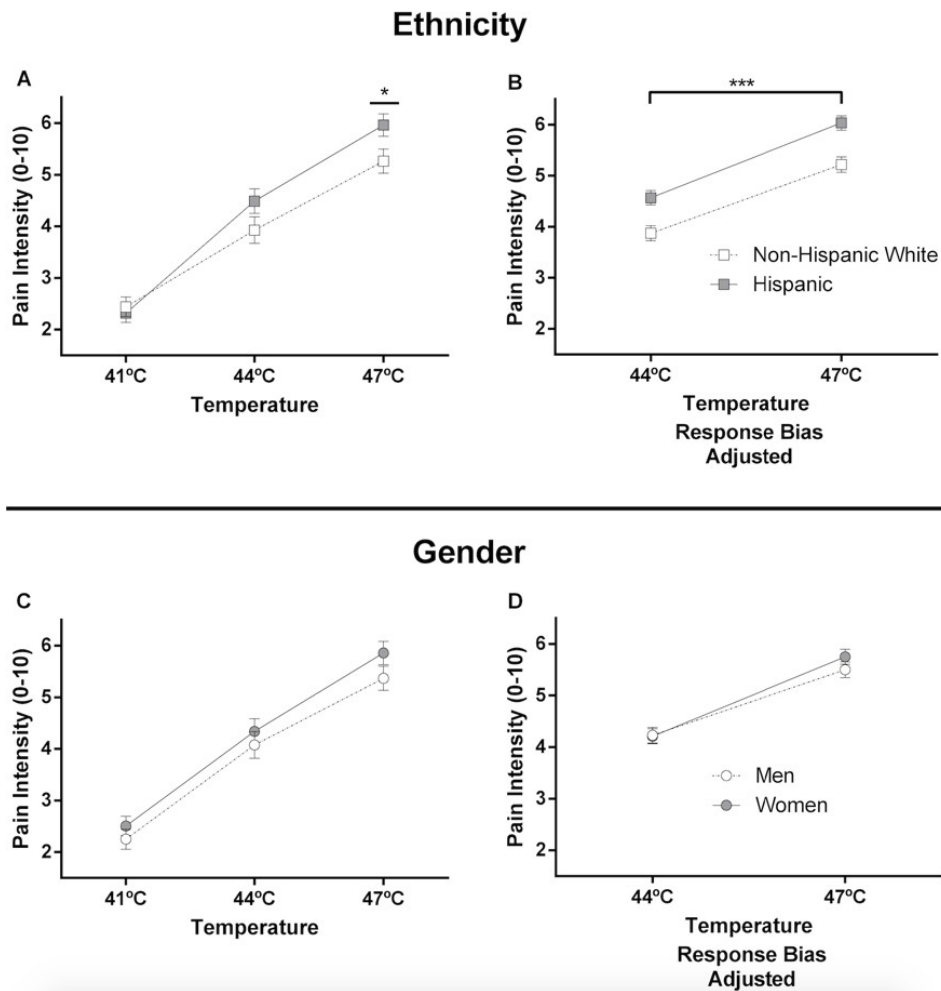 Ethnicity
A
*
Pain Intensity (0-10)
6
5
4
3
2
41ºC 44ºC 47ºC
Temperature
B
***
Pain Intensity (0-10)
6
5
4
3
2
Non-Hispanic White
Hispanic
44ºC 47ºC
Temperature
Response Bias
Adjusted
Gender
C
Pain Intensity (0-10)
6
5
4
3
2
41ºC 44ºC 47ºC
Temperature
D
Pain Intensity (0-10)
6
5
4
3
2
Men
Women
44ºC 47ºC
Temperature
Response Bias
Adjusted